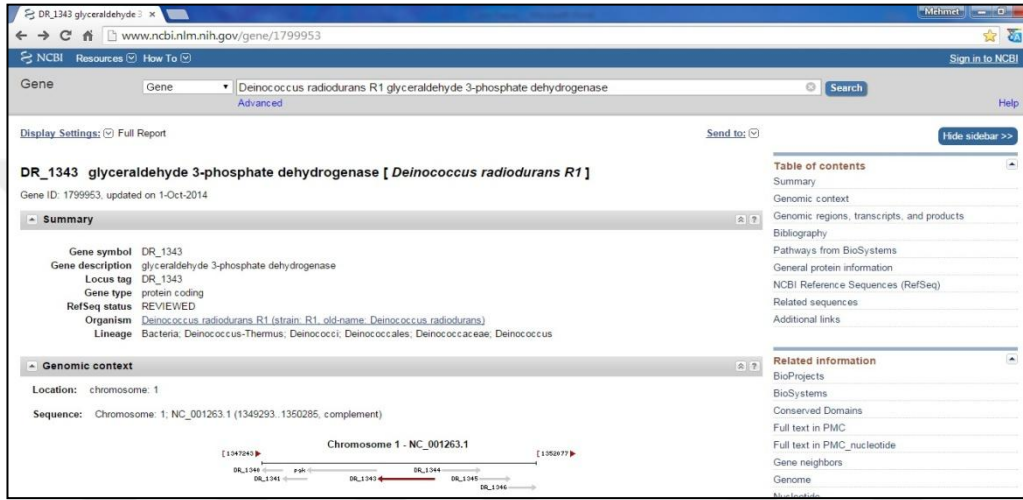 DR_1343 glyceraldehyde 3
Mehmet
www.ncbi.nlm.nih.gov/gene/1799953
NCBI Resources How To Sign in to NCBI
Gene Gene Deinococcus radiodurans R1 glyceraldehyde 3-phosphate dehydrogenase Search
Advanced Help
Display Settings: Full Report Send to: Hide sidebar >>
DR_1343 glyceraldehyde 3-phosphate dehydrogenase [ Deinococcus radiodurans R1 ]
Gene ID: 1799953, updated on 1-Oct-2014
Summary
Gene symbol DR_1343
Gene description glyceraldehyde 3-phosphate dehydrogenase
Locus tag DR_1343
Gene type protein coding
RefSeq status REVIEWED
Organism Deinococcus radiodurans R1 (strain: R1, old-name: Deinococcus radiodurans)
Lineage Bacteria; Deinococcus-Thermus; Deinococci; Deinococcales; Deinococcaceae; Deinococcus
Genomic context
Location: chromosome: 1
Sequence: Chromosome: 1; NC_001263.1 (1349293..1350285, complement)
Chromosome 1 - NC_001263.1
[ 1347243 [ 1352077
DR_1340 pgk DR_1344
DR_1341 DR_1343 DR_1345
DR_1346
Table of contents
Summary
Genomic context
Genomic regions, transcripts, and products
Bibliography
Pathways from BioSystems
General protein information
NCBI Reference Sequences (RefSeq)
Related sequences
Additional links
Related information
BioProjects
BioSystems
Conserved Domains
Full text in PMC
Full text in PMC_nucleotide
Gene neighbors
Genome
Nucleotide